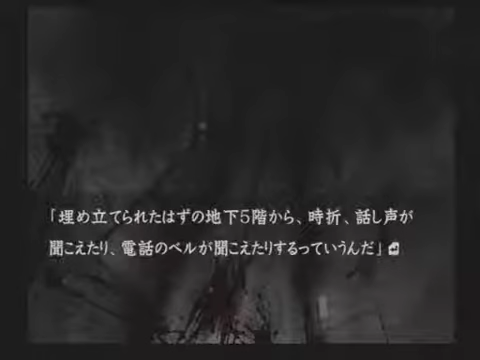 「埋め立てられたはずの地下5階から、時折、話し声が
聞こえたり、電話のベルが聞こえたりするっていうんだ」